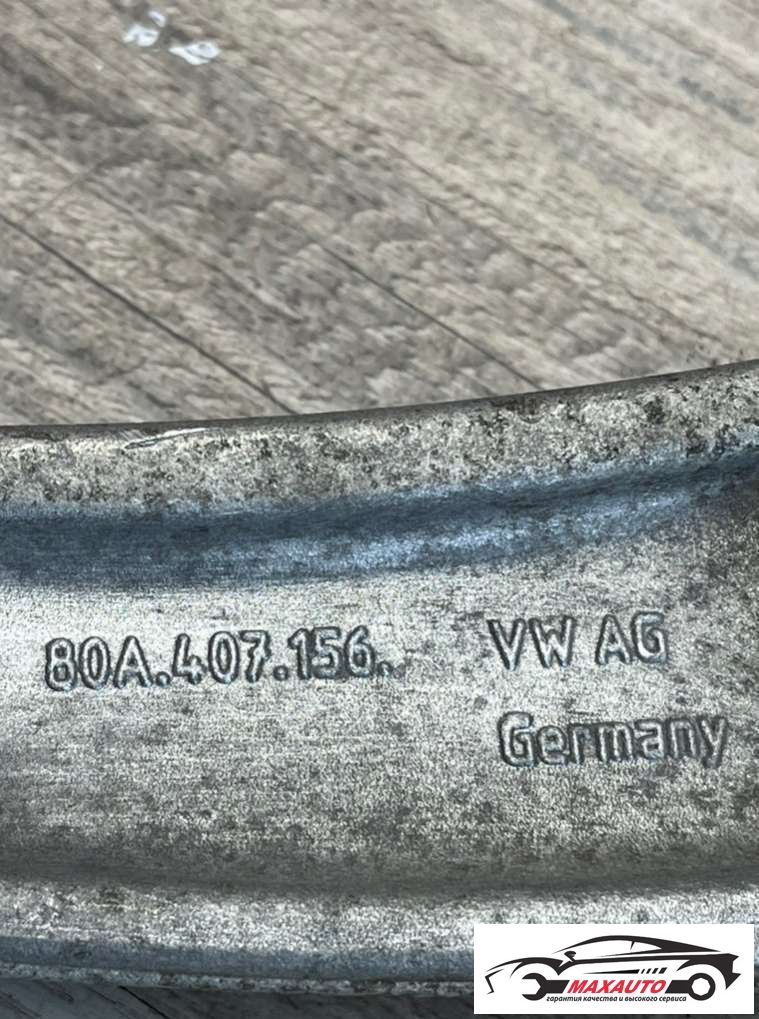 80A.407.156. VW AG
Germany
MAXAUTO
гарантия качества и высокого сервиса